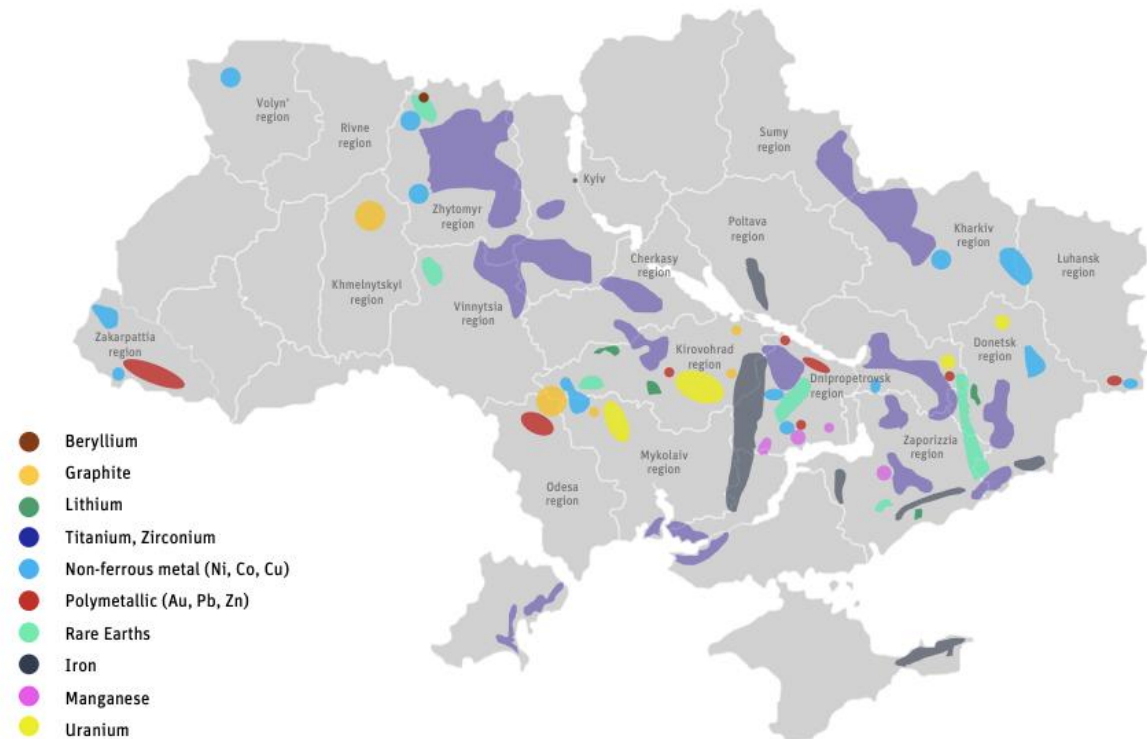 Volyn'
region
Rivne
region
Sumy
region
Kyiv
Zhytomyr
region
Poltava
region
Kharkiv
region
Luhansk
region
Cherkasy
region
Khmelnytskyi
region
Vinnytsia
region
Zakarpattia
region
Kirovohrad
region
Donetsk
region
Dnipropetrovsk
region
Zaporizzia
region
Mykolaiv
region
Odesa
region
Beryllium
Graphite
Lithium
Titanium, Zirconium
Non-ferrous metal (Ni, Co, Cu)
Polymetallic (Au, Pb, Zn)
Rare Earths
Iron
Manganese
Uranium